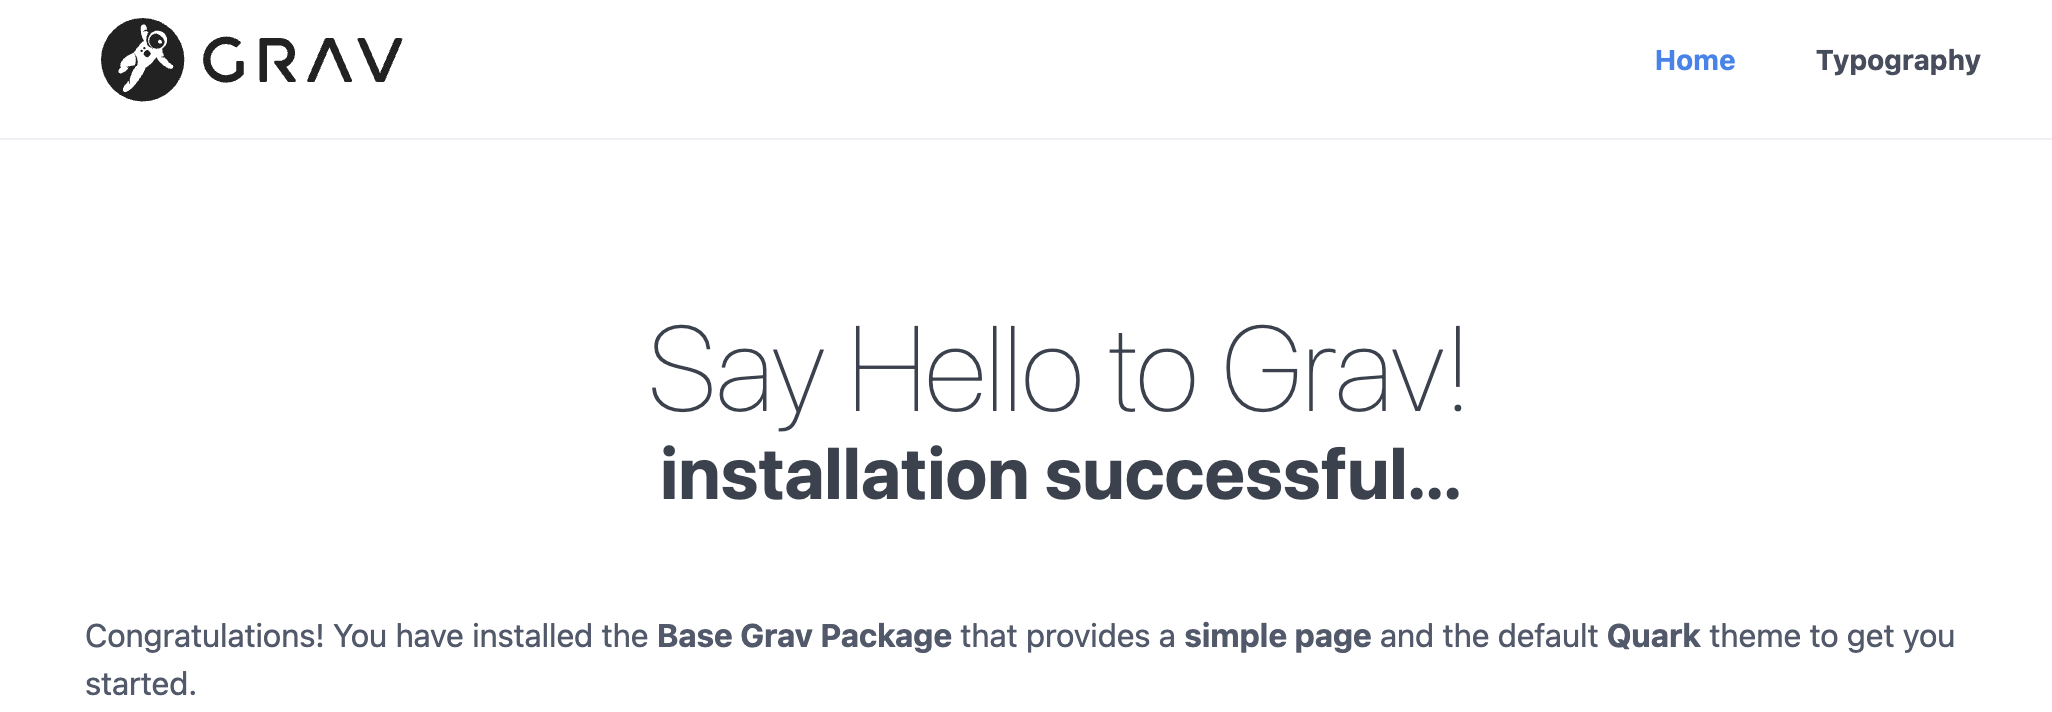 GRAV
Home
Typography
Say Hello to Grav!
installation successful...
Congratulations! You have installed the Base Grav Package that provides a simple page and the default Quark theme to get you
started.